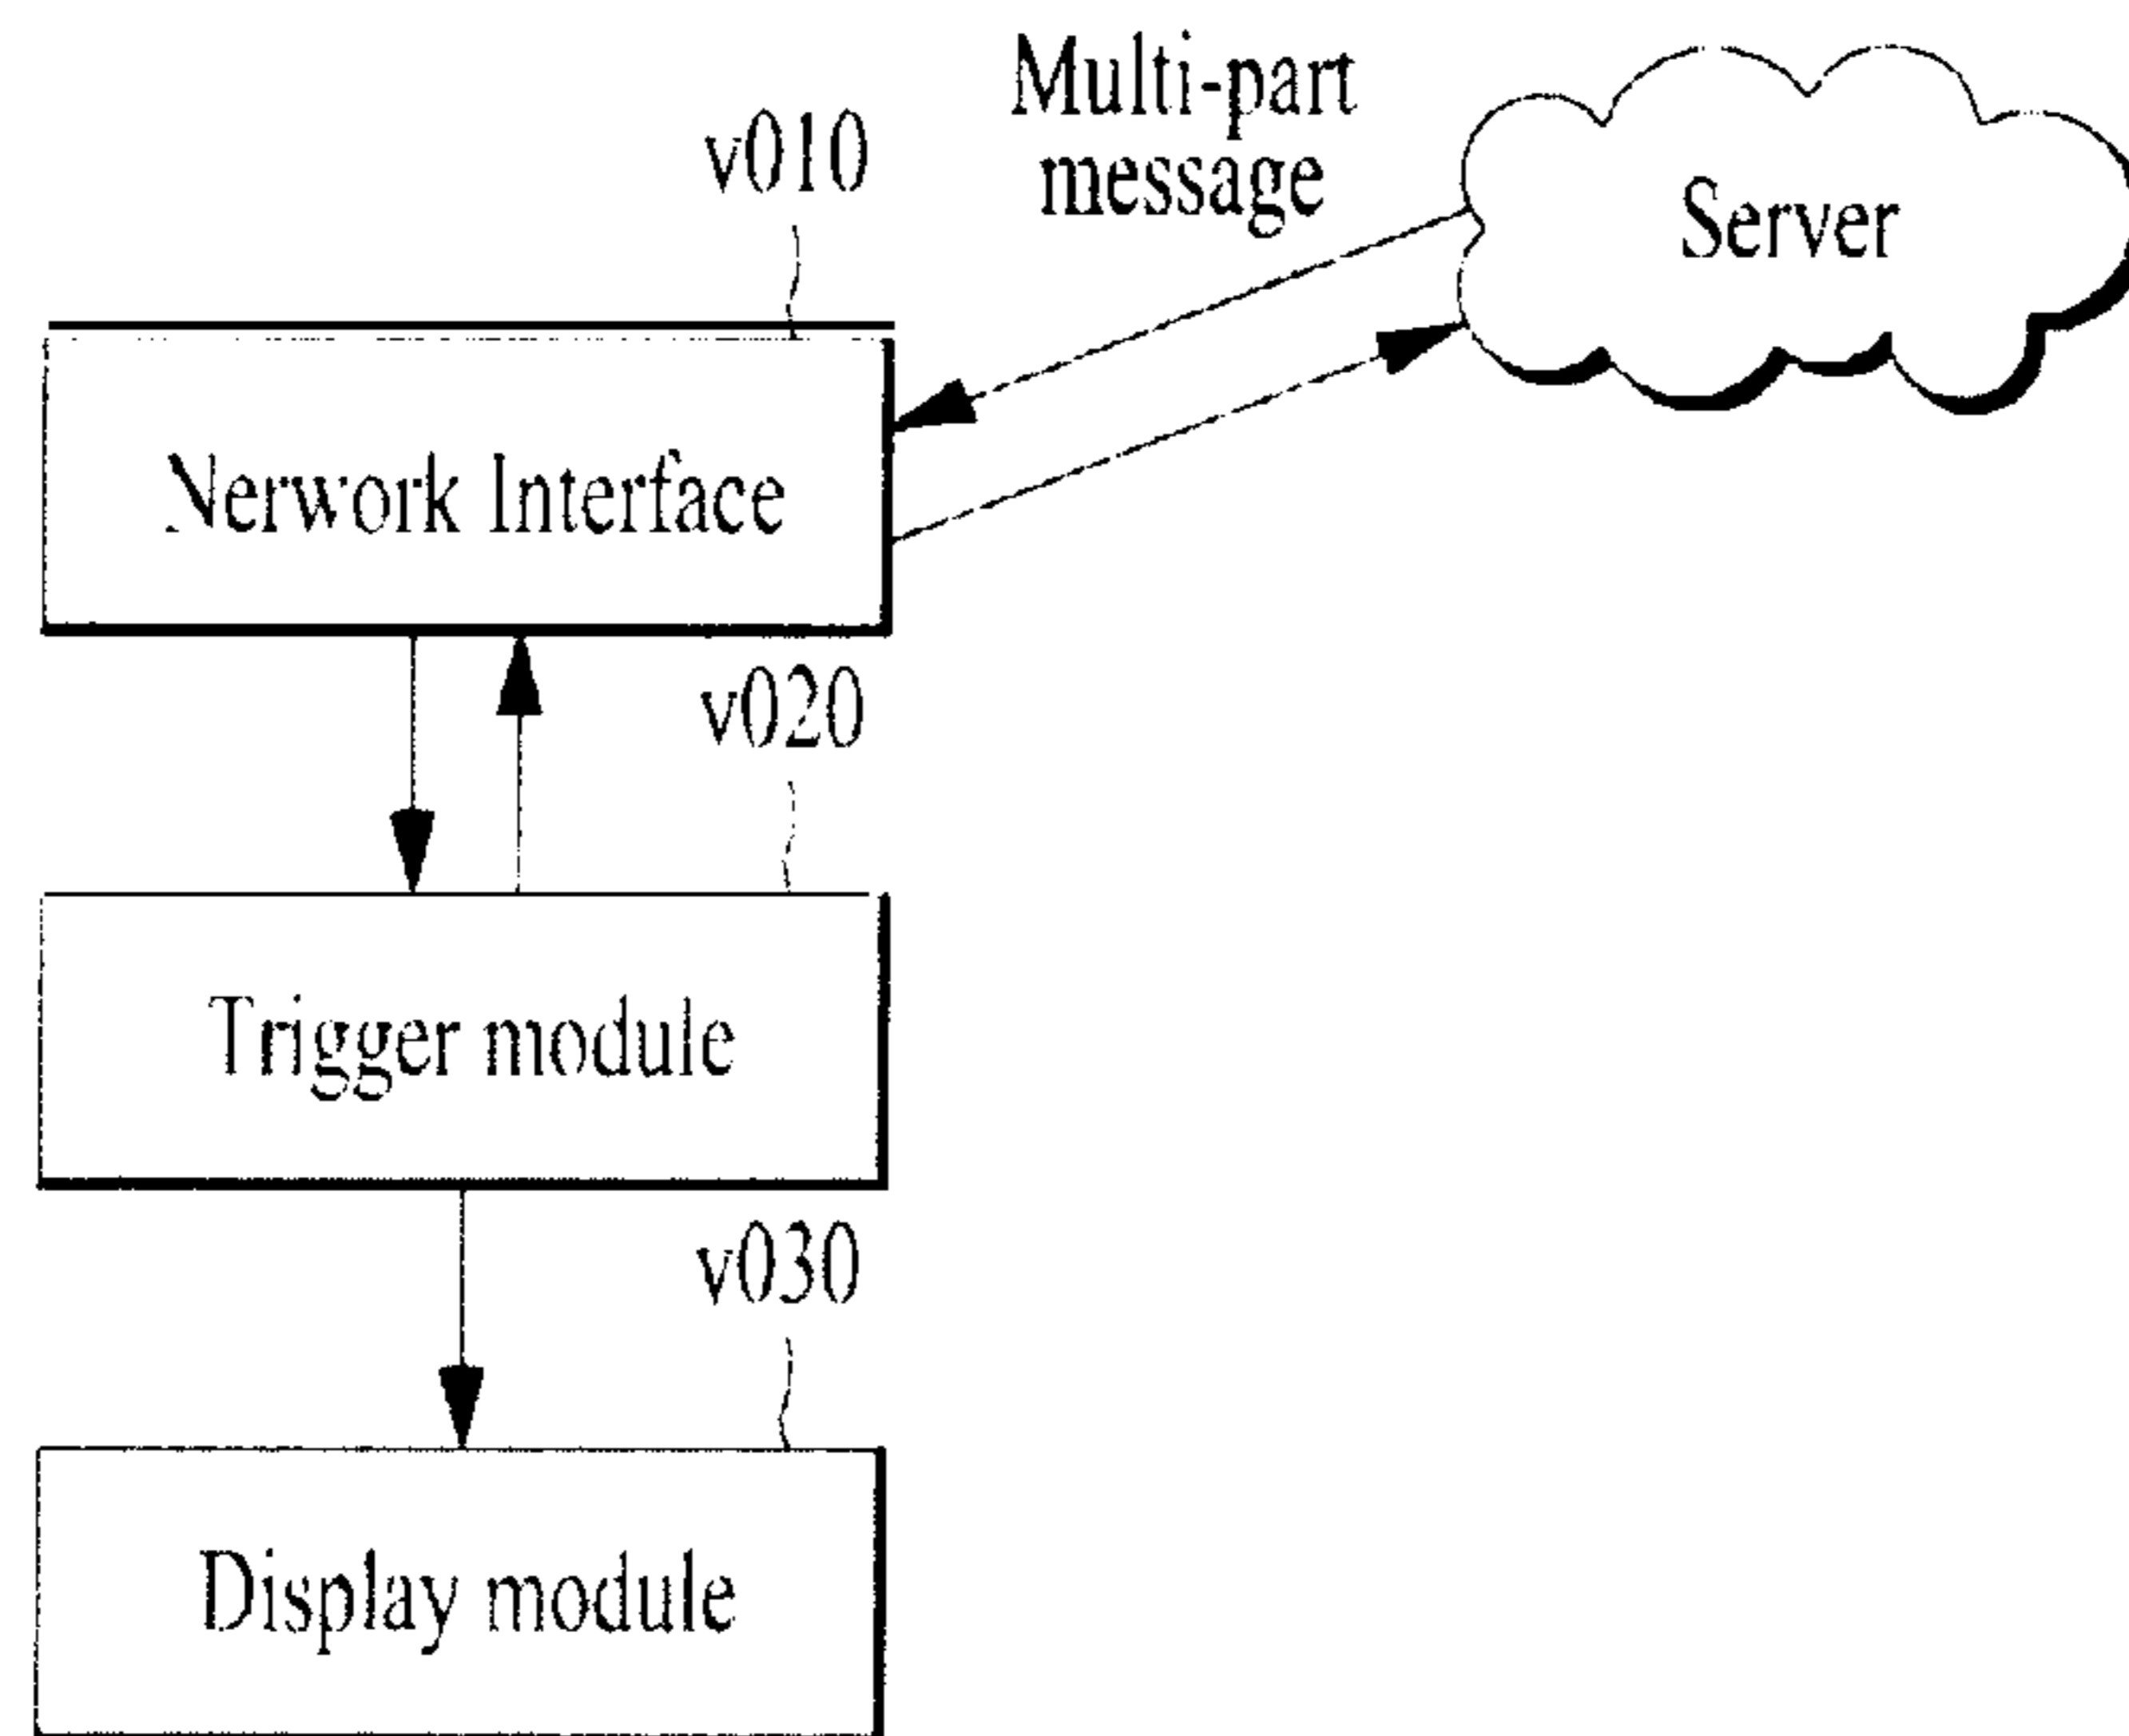 Multi-part
message
v010
Server
Nerwork Interface
v020
Trigger module
v030
Display module